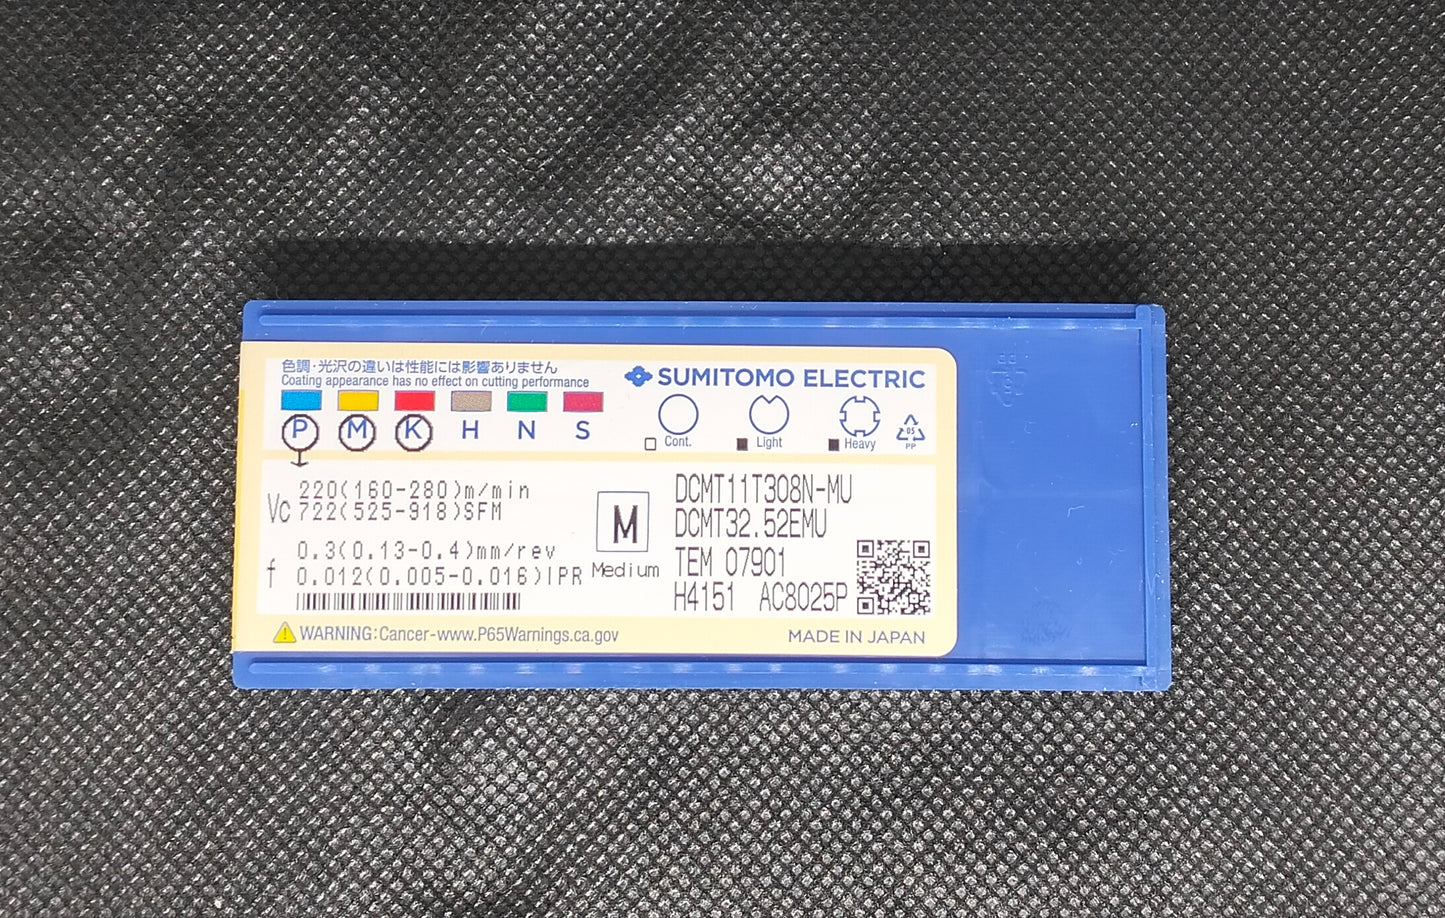 色調·光沢の違いは性能には影響ありません
Coating appearance has no effect on cutting performance
SUMITOMO ELECTRIC
P M K H N S
Cont. Light Heavy
05
PP
Vc 220(160-280)m/min
722(525-918)SFM
f 0.3(0.13-0.4)mm/rev
0.012(0.005-0.016)IPR
M
Medium
DCMT11T308N-MU
DCMT32.52EMU
TEM 07901
H4151 AC8025P
WARNING:Cancer-www.P65Warnings.ca.gov
MADE IN JAPAN